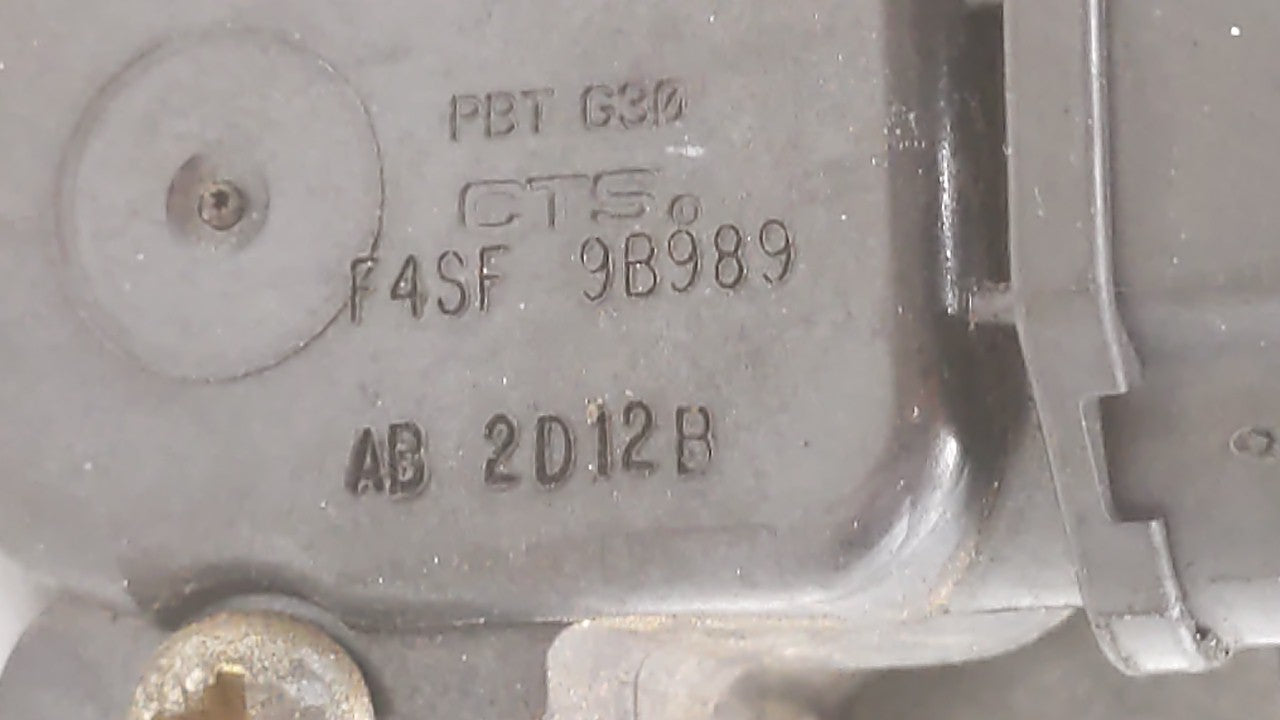 PBT G30
CTS
F4SF 9B989
AB 2D12B